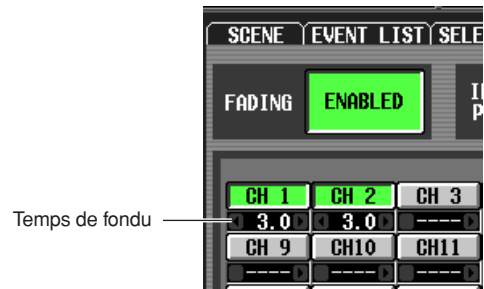 SCENE EVENT LIST SELE
FADING ENABLED
CH 1 CH 2 CH 3
Temps de fondu 3.0 3.0 ----
CH 9 CH10 CH11
---- ---- ----